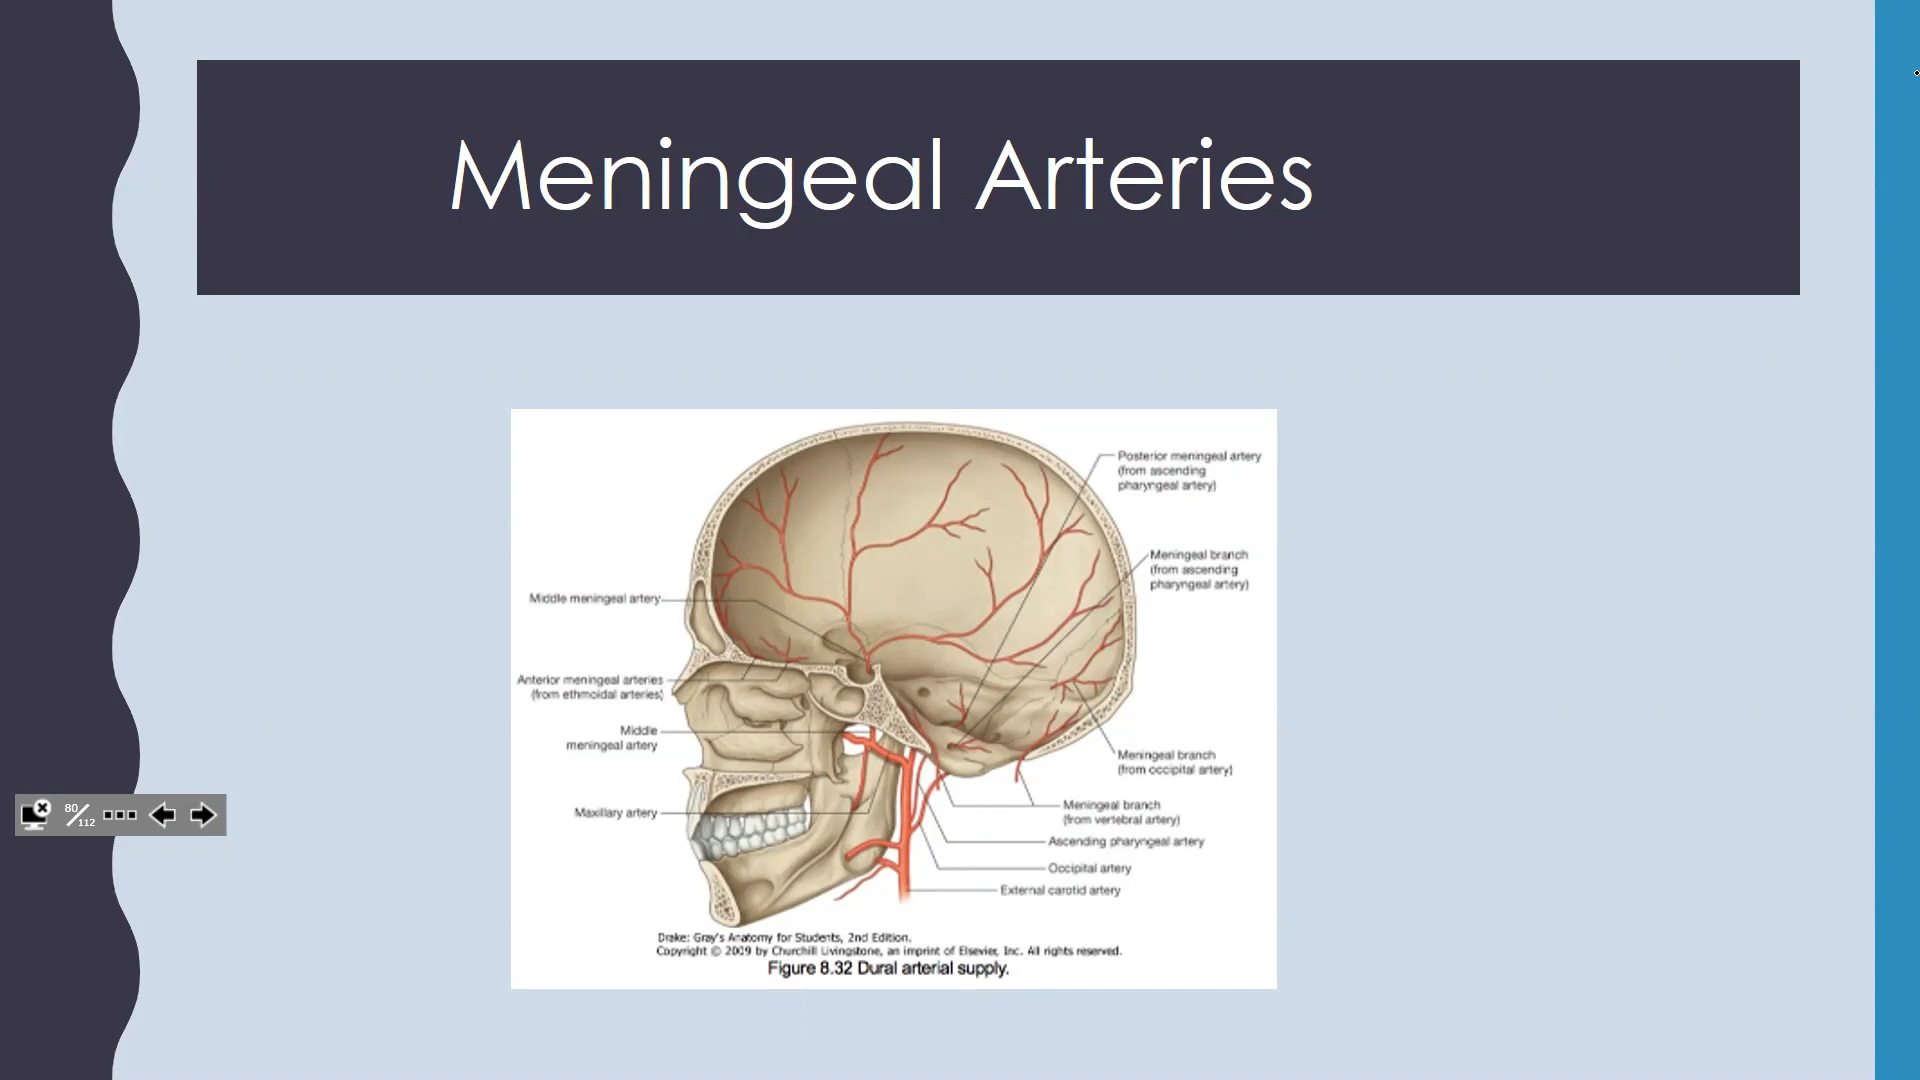 Meningeal Arteries
Posterior meningeal artery
(from ascending
pharyngeal artery)
Meningeal branch
(from ascending
pharyngeal artery)
Middle meningeal artery
Anterior meningeal arteries
(from ethmoidal arteries)
Middle
meningeal artery
Meningeal branch
(from occipital artery)
Meningeal branch
(from vertebral artery)
Maxillary artery
Ascending pharyngeal artery
Occipital artery
External carotid artery
Drake: Gray's Anatomy for Students, 2nd Edition.
Copyright © 2009 by Churchill Livingstone, an imprint of Elsevier, Inc. All rights reserved.
Figure 8.32 Dural arterial supply.
80/112